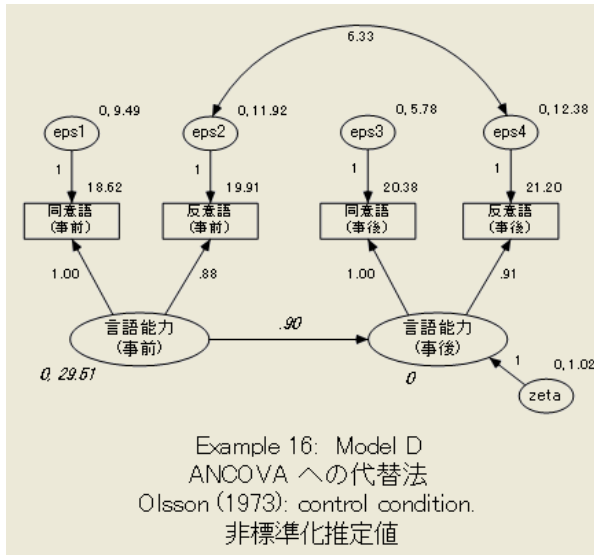 6.33
0, 9.49
0, 11.92
0, 5.78
0, 12.38
eps1
eps2
eps3
eps4
1
1
1
1
18.62
19.91
20.38
21.20
同意語
(事前)
反意語
(事前)
同意語
(事後)
反意語
(事後)
1.00
.88
1.00
.91
言語能力
(事前)
.90
言語能力
(事後)
0, 29.51
0
1
0, 1.02
zeta
Example 16: Model D
ANCOVA への代替法
Olsson (1973): control condition.
非標準化推定値